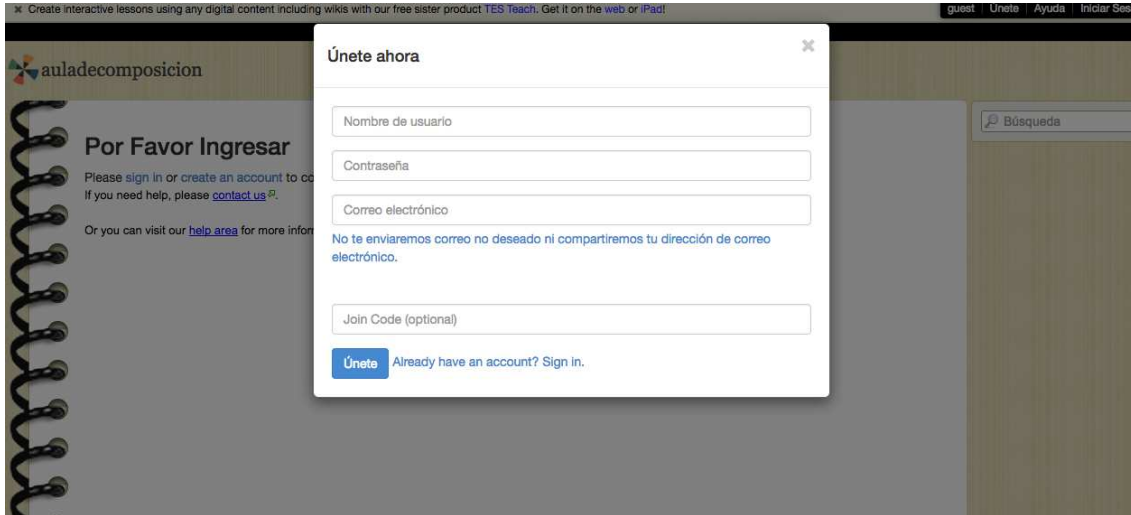 ✖ Create interactive lessons using any digital content including wikis with our free sister product TES Teach. Get it on the web or iPad!
guest | Únete | Ayuda | Iniciar Ses
auladecomposicion
Únete ahora
×
Nombre de usuario
Contraseña
Correo electrónico
No te enviaremos correo no deseado ni compartiremos tu dirección de correo
electrónico.
Join Code (optional)
Únete Already have an account? Sign in.
Por Favor Ingresar
Please sign in or create an account to co
If you need help, please contact us.
Or you can visit our help area for more inform
Búsqueda